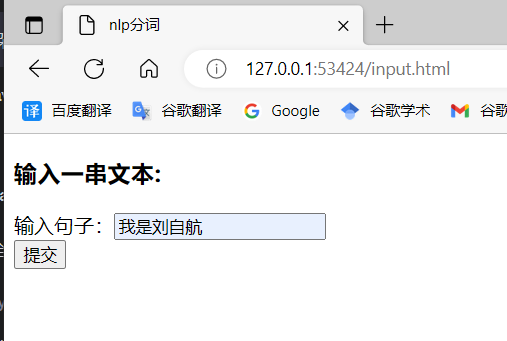 nlp分词
127.0.0.1:53424/input.html
译 百度翻译 谷歌翻译 Google 谷歌学术 谷歌
输入一串文本:
输入句子：我是刘自航
提交